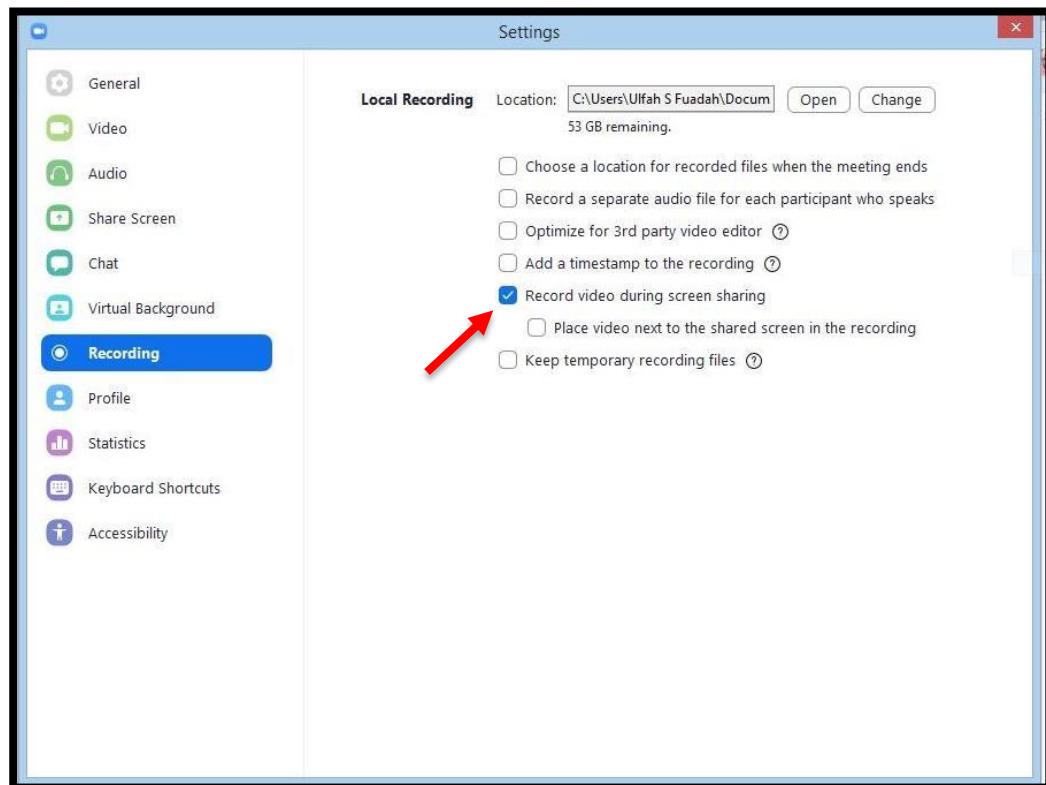 Settings
General
Video
Audio
Share Screen
Chat
Virtual Background
Recording
Profile
Statistics
Keyboard Shortcuts
Accessibility
Local Recording Location: C:\Users\Ulfah S Fuadah\Docum Open Change
53 GB remaining.
Choose a location for recorded files when the meeting ends
Record a separate audio file for each participant who speaks
Optimize for 3rd party video editor ?
Add a timestamp to the recording ?
Record video during screen sharing
Place video next to the shared screen in the recording
Keep temporary recording files ?